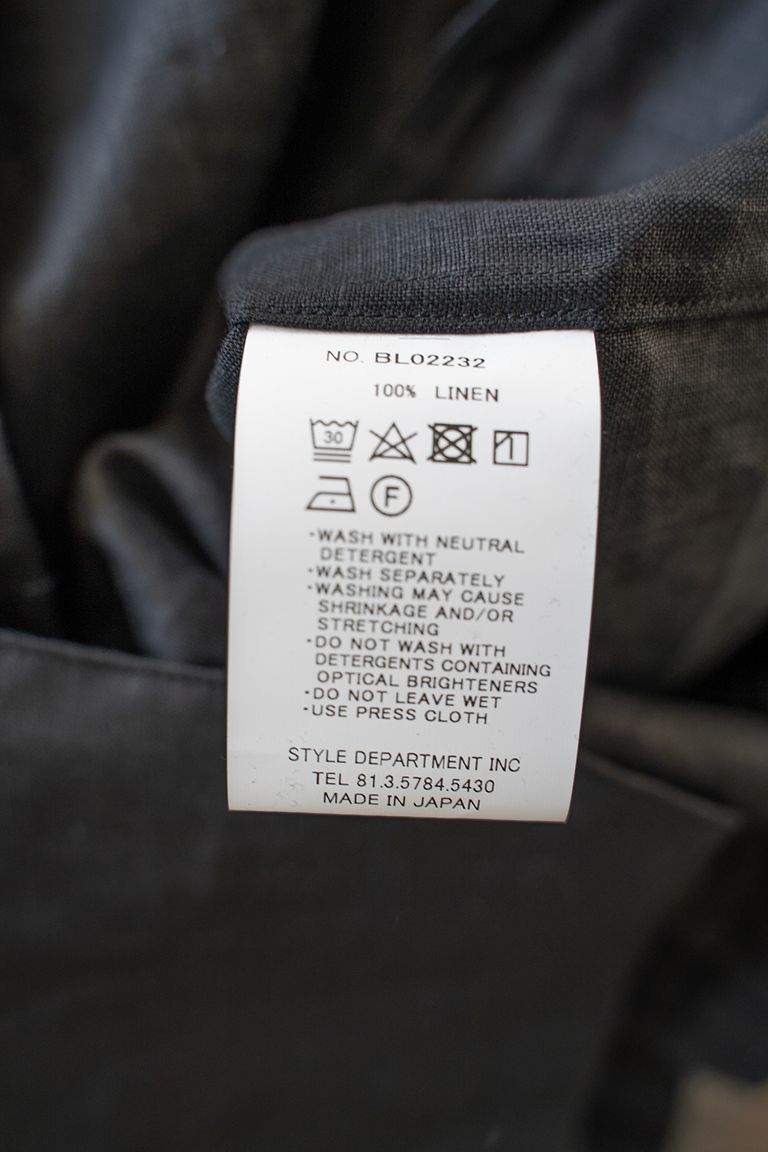 NO. BL02232
100% LINEN
30
F
·WASH WITH NEUTRAL
DETERGENT
·WASH SEPARATELY
·WASHING MAY CAUSE
SHRINKAGE AND/OR
STRETCHING
·DO NOT WASH WITH
DETERGENTS CONTAINING
OPTICAL BRIGHTENERS
·DO NOT LEAVE WET
·USE PRESS CLOTH
STYLE DEPARTMENT INC
TEL 81.3.5784.5430
MADE IN JAPAN